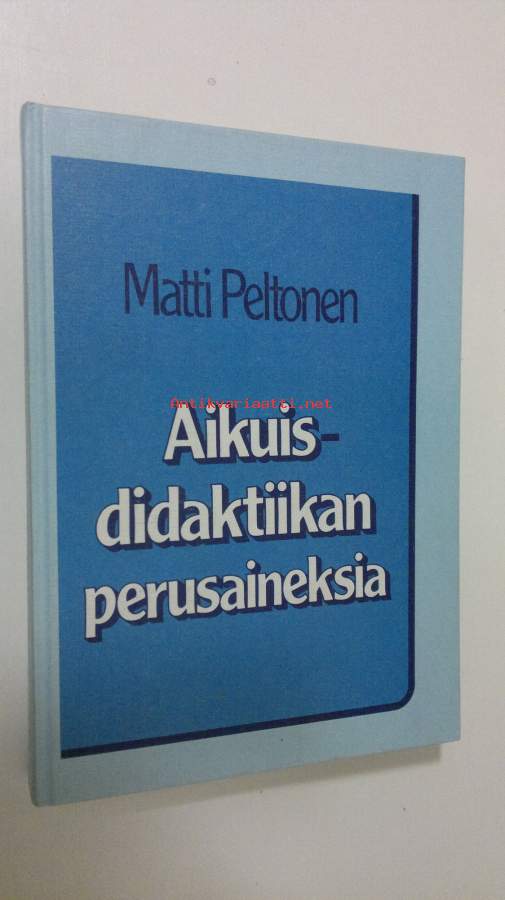 Matti Peltonen
Antikvariaatti.net
Aikuis-
didaktiikan
perusaineksia